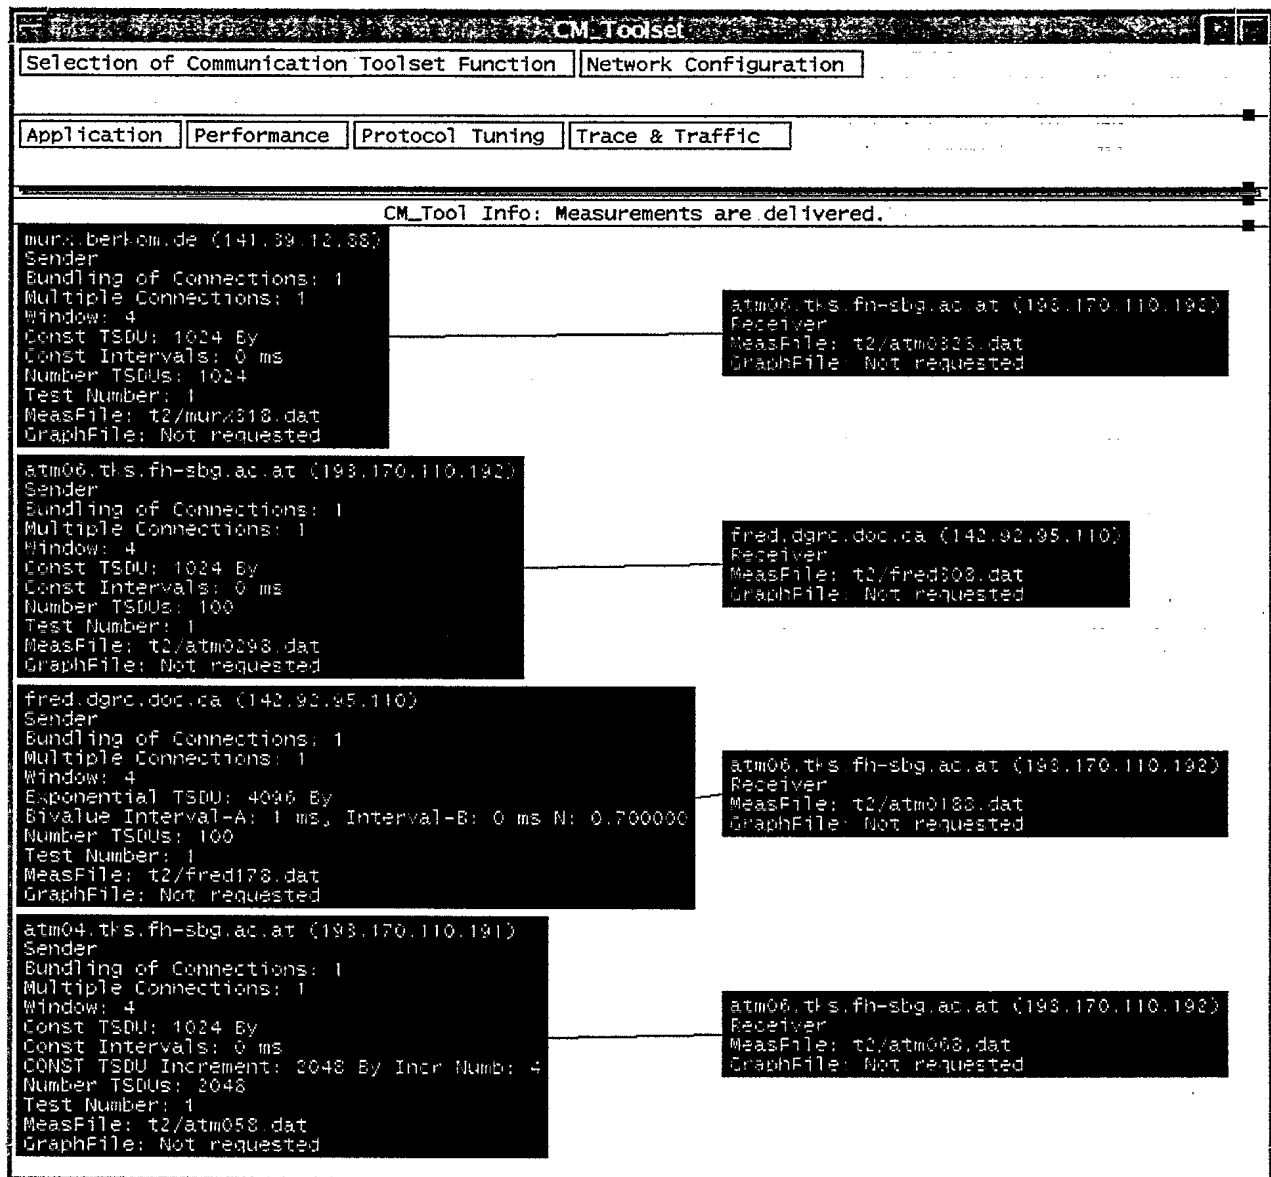 CM_Toolset
Selection of Communication Toolset Function Network Configuration
Application Performance Protocol Tuning Trace & Traffic
CM_Tool Info: Measurements are delivered.
murx.berkom.de (141.39.12.88)
Sender
Bundling of Connections: 1
Multiple Connections: 1
Window: 4
Const TSDU: 1024 By
Const Intervals: 0 ms
Number TSDUs: 1024
Test Number: 1
MeasFile: t2/murx318.dat
GraphFile: Not requested
atm06.tks.fh-sbg.ac.at (193.170.110.192)
Receiver
MeasFile: t2/atm0328.dat
GraphFile: Not requested
atm06.tks.fh-sbg.ac.at (193.170.110.192)
Sender
Bundling of Connections: 1
Multiple Connections: 1
Window: 4
Const TSDU: 1024 By
Const Intervals: 0 ms
Number TSDUs: 100
Test Number: 1
MeasFile: t2/atm0298.dat
GraphFile: Not requested
fred.dgrc.doc.ca (142.92.95.110)
Receiver
MeasFile: t2/fred308.dat
GraphFile: Not requested
fred.dgrc.doc.ca (142.92.95.110)
Sender
Bundling of Connections: 1
Multiple Connections: 1
Window: 4
Exponential TSDU: 4096 By
Bivalue Interval-A: 1 ms, Interval-B: 0 ms N: 0.700000
Number TSDUs: 100
Test Number: 1
MeasFile: t2/fred178.dat
GraphFile: Not requested
atm06.tks.fh-sbg.ac.at (193.170.110.192)
Receiver
MeasFile: t2/atm0188.dat
GraphFile: Not requested
atm04.tks.fh-sbg.ac.at (193.170.110.191)
Sender
Bundling of Connections: 1
Multiple Connections: 1
Window: 4
Const TSDU: 1024 By
Const Intervals: 0 ms
CONST TSDU Increment: 2048 By Incr Numb: 4
Number TSDUs: 2048
Test Number: 1
MeasFile: t2/atm058.dat
GraphFile: Not requested
atm06.tks.fh-sbg.ac.at (193.170.110.192)
Receiver
MeasFile: t2/atm068.dat
GraphFile: Not requested